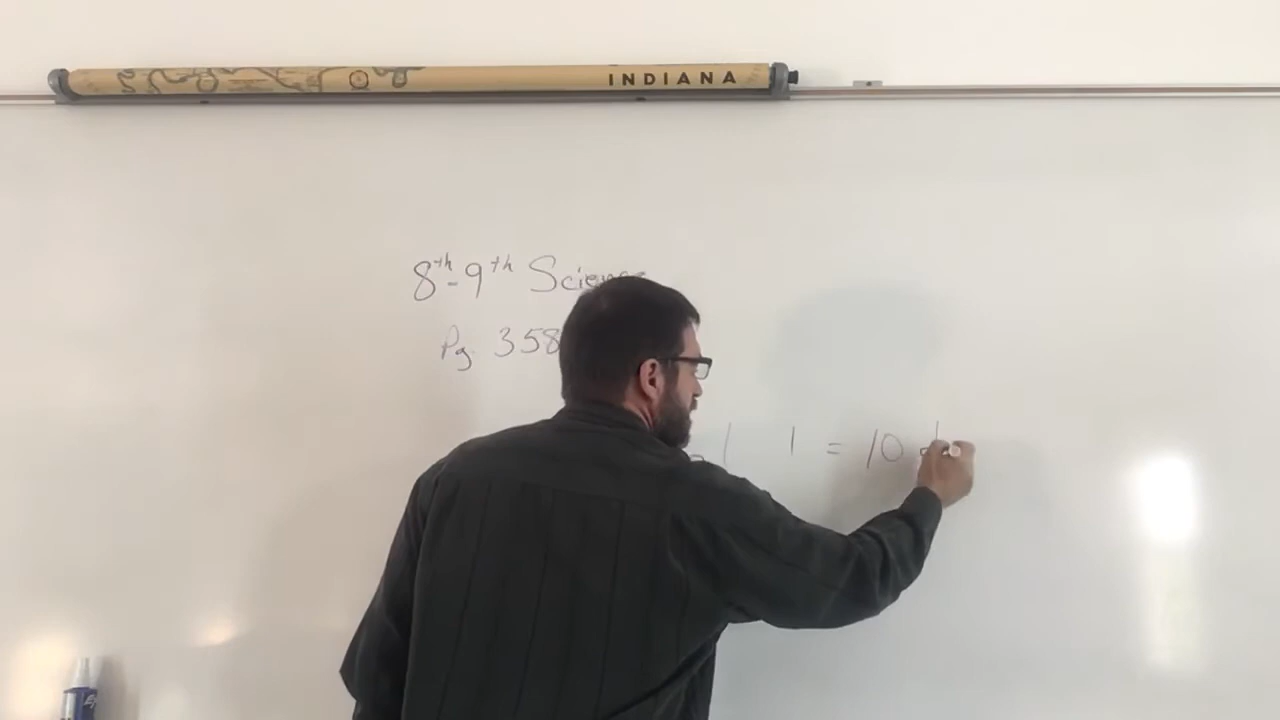 INDIANA
8th-9th Science
Pg. 358
1 = 10 d